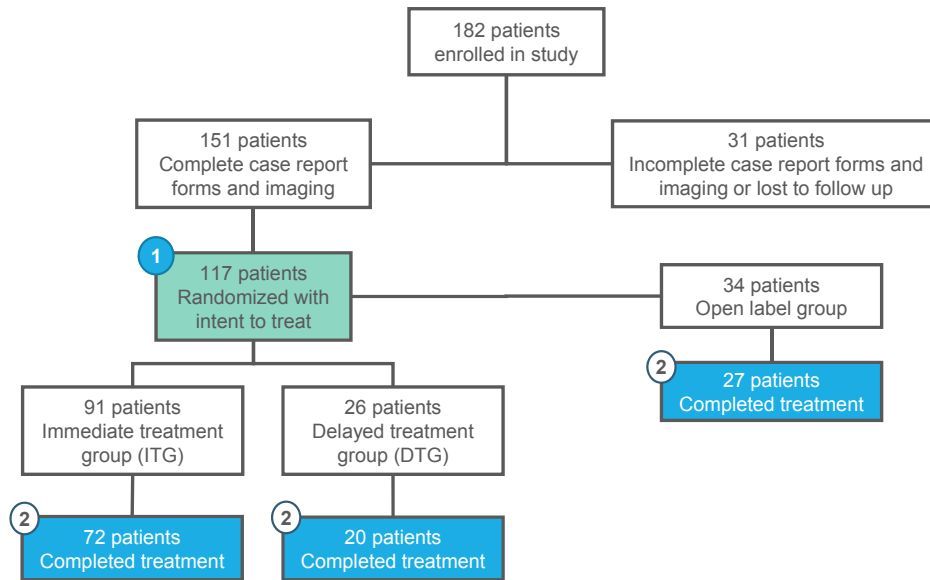 182 patients
enrolled in study
151 patients
Complete case report
forms and imaging
31 patients
Incomplete case report forms and
imaging or lost to follow up
1
117 patients
Randomized with
intent to treat
34 patients
Open label group
2
27 patients
Completed treatment
91 patients
Immediate treatment
group (ITG)
26 patients
Delayed treatment
group (DTG)
2
72 patients
Completed treatment
2
20 patients
Completed treatment